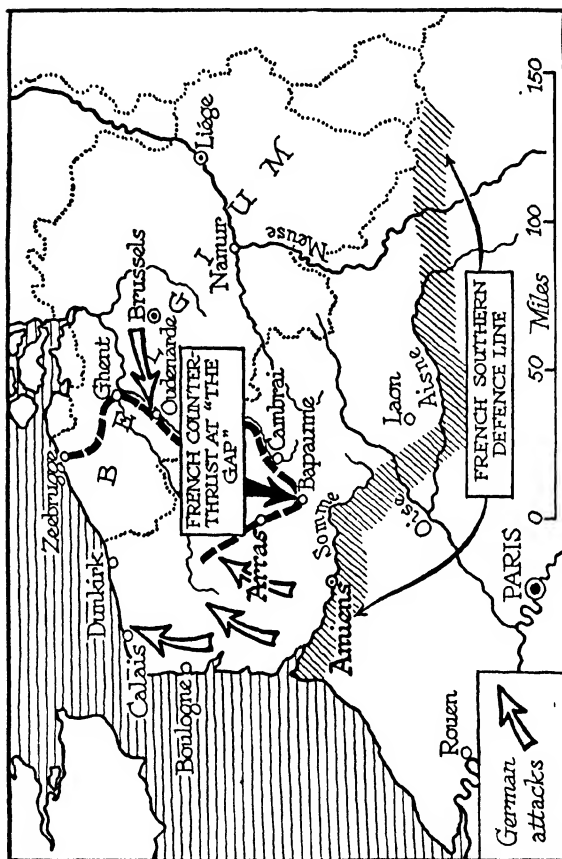 Zeebrugge
Ghent
Brussels
Oudenarde
Dunkirk
Calais
Boulogne
BELGIUM
Liége
Namur
Meuse
FRENCH COUNTER-
THRUST AT “THE
GAP”
Cambrai
Bapaume
Arras
Somme
Amiens
Laon
Aisne
Oise
FRENCH SOUTHERN
DEFENCE LINE
PARIS
Rouen
German
attacks
0 50 100 150
Miles